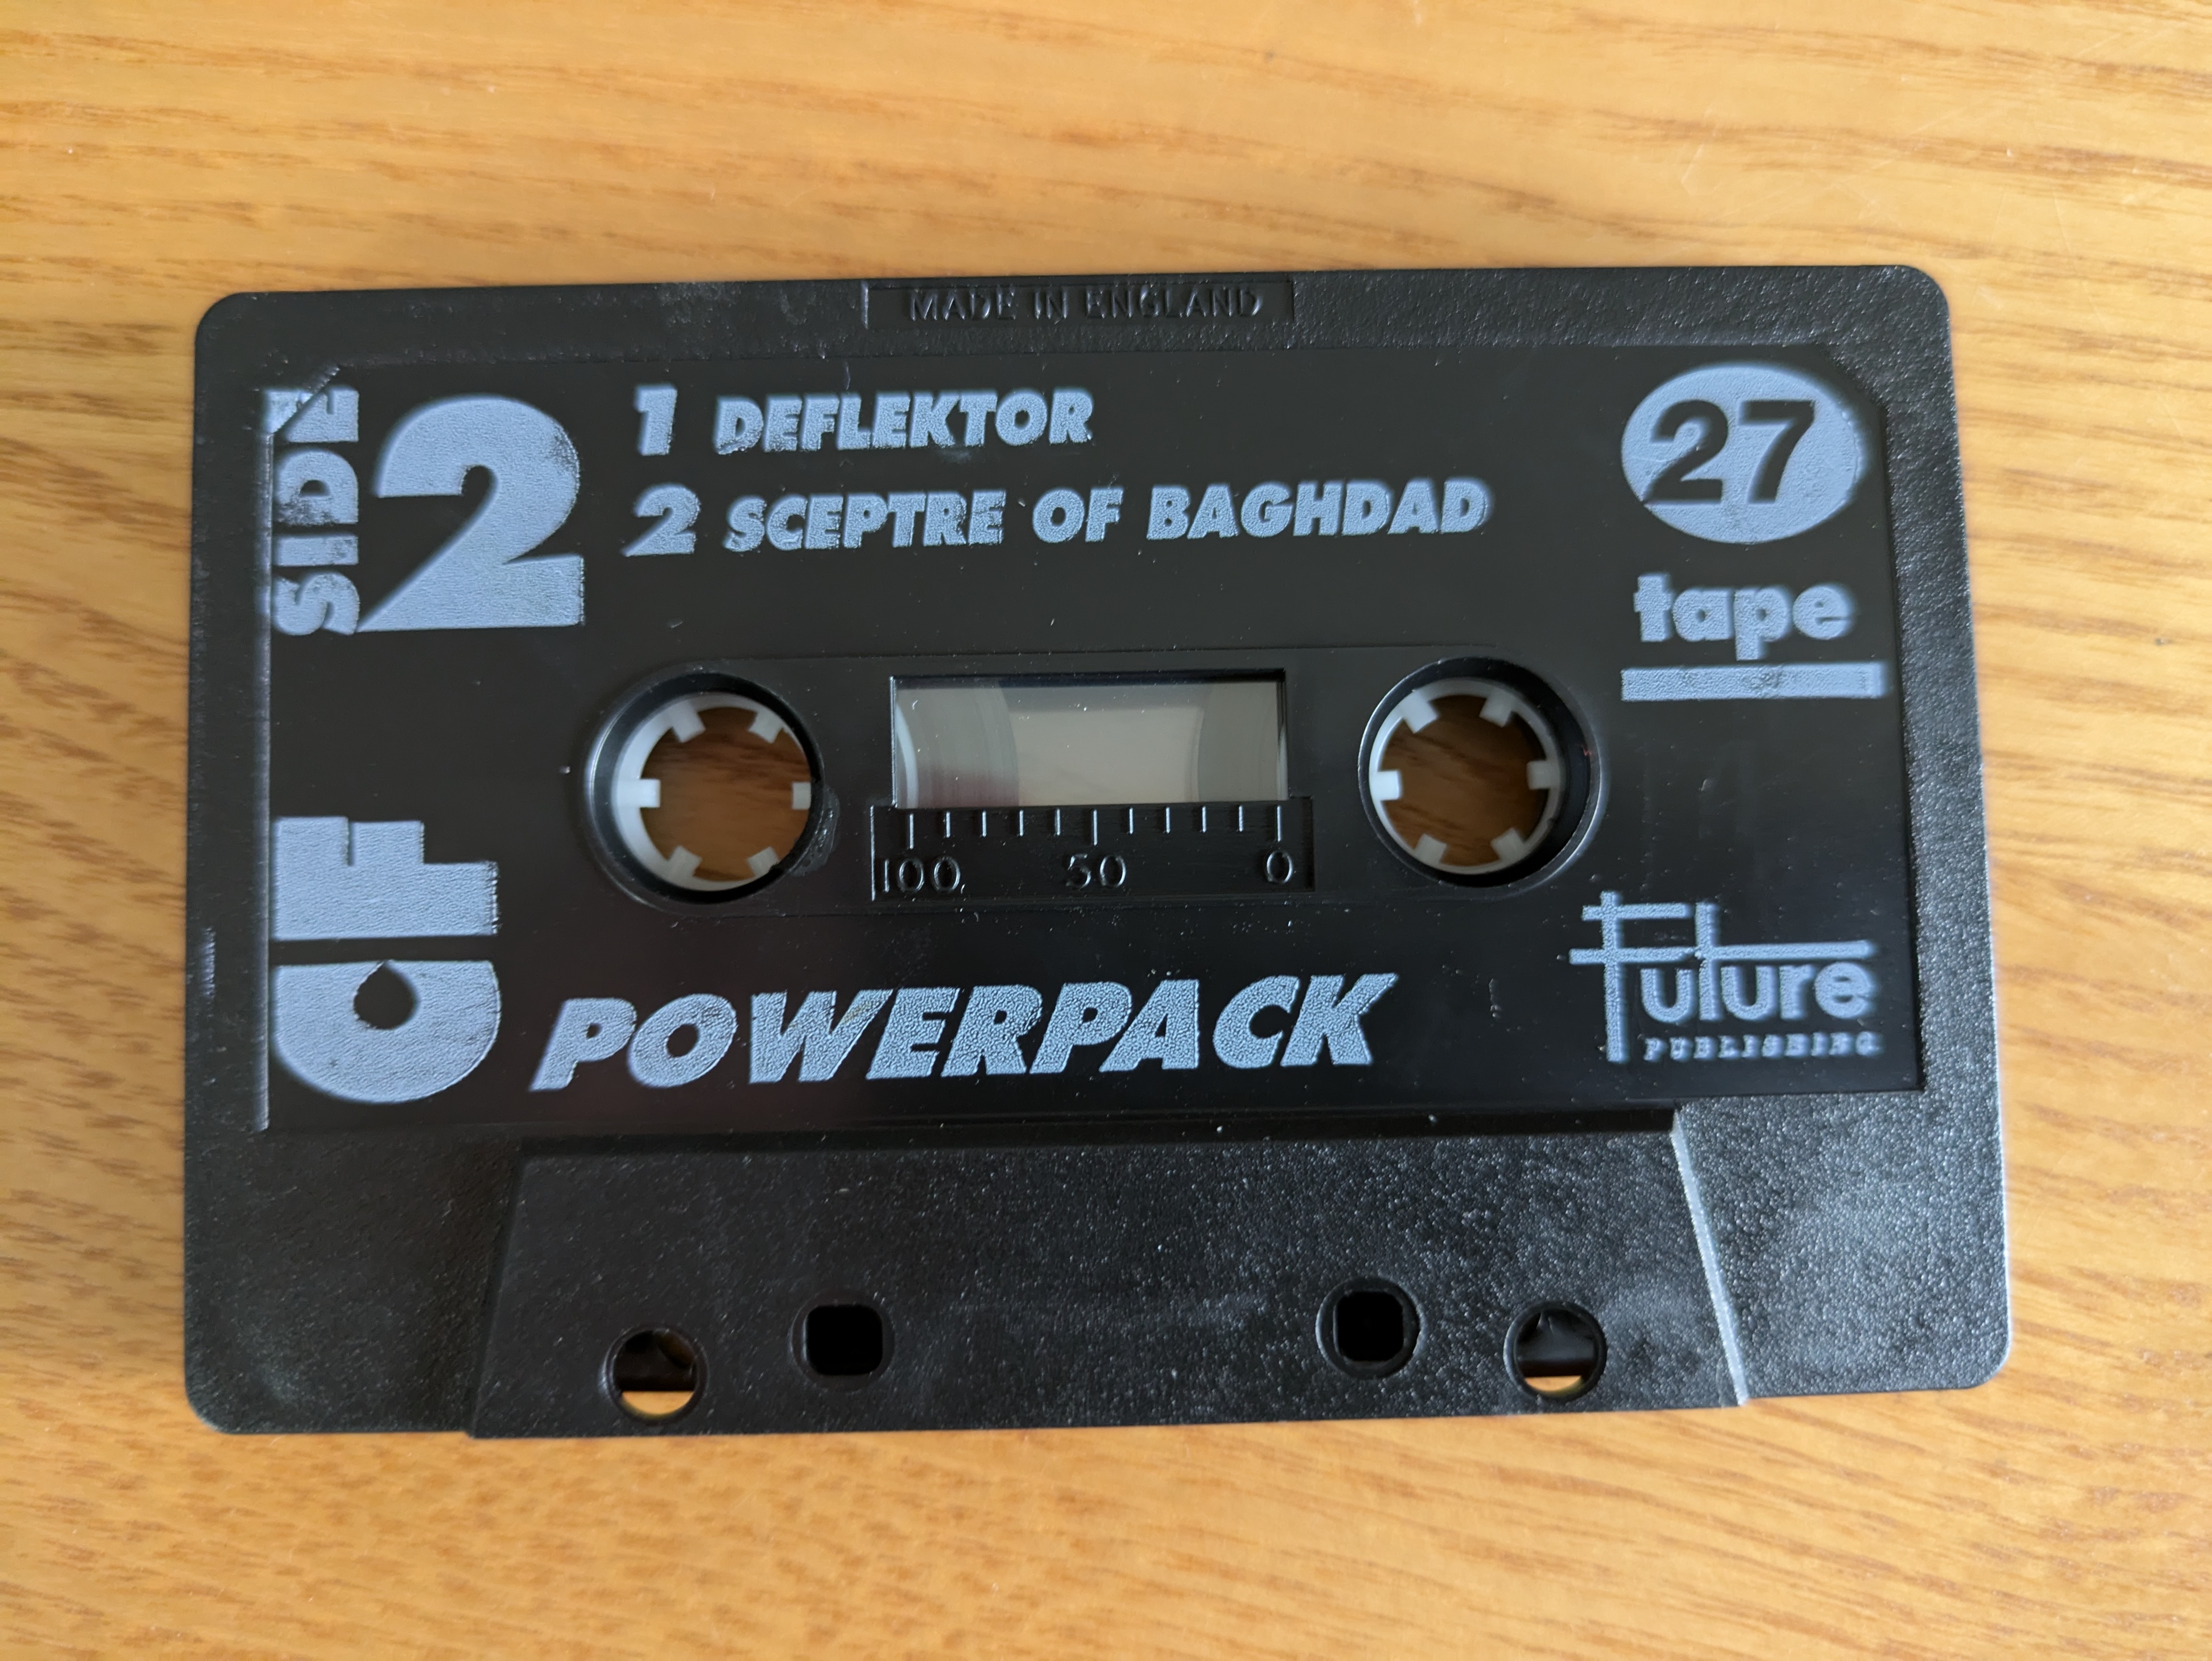 MADE IN ENGLAND
SIDE 2
1 DEFLEKTOR
2 SCEPTRE OF BAGHDAD
27
tape
100 50 0
CF
POWERPACK
Future
PUBLISHING